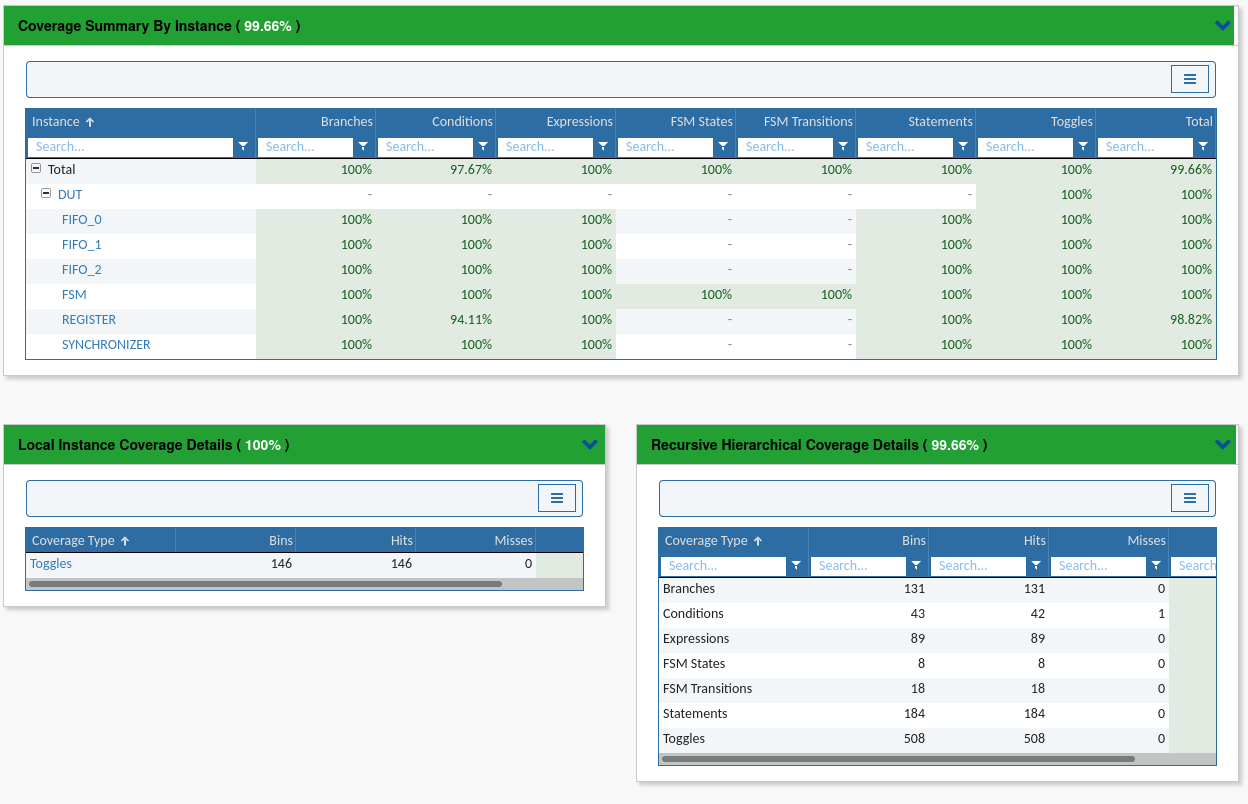 Coverage Summary By Instance ( 99.66% )
Instance Branches Conditions Expressions FSM States FSM Transitions Statements Toggles Total
Search... Search... Search... Search... Search... Search... Search... Search... Search...
Total 100% 97.67% 100% 100% 100% 100% 100% 99.66%
DUT - - - - - - 100% 100%
FIFO_0 100% 100% 100% - - 100% 100% 100%
FIFO_1 100% 100% 100% - - 100% 100% 100%
FIFO_2 100% 100% 100% - - 100% 100% 100%
FSM 100% 100% 100% 100% 100% 100% 100% 100%
REGISTER 100% 94.11% 100% - - 100% 100% 98.82%
SYNCHRONIZER 100% 100% 100% - - 100% 100% 100%
Local Instance Coverage Details ( 100% )
Coverage Type Bins Hits Misses
Toggles 146 146 0
Recursive Hierarchical Coverage Details ( 99.66% )
Coverage Type Bins Hits Misses
Search... Search... Search... Search... Search
Branches 131 131 0
Conditions 43 42 1
Expressions 89 89 0
FSM States 8 8 0
FSM Transitions 18 18 0
Statements 184 184 0
Toggles 508 508 0